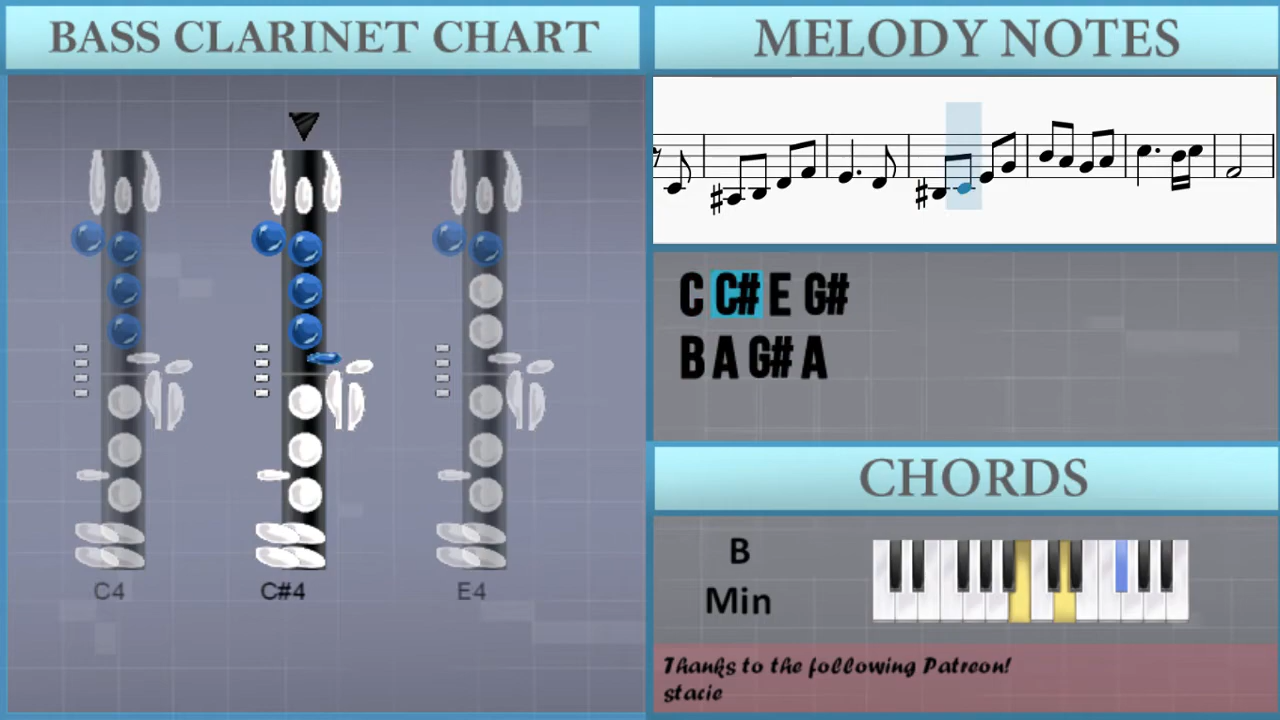 BASS CLARINET CHART
C4 C#4 E4
MELODY NOTES
C C# E G#
B A G# A
CHORDS
B
Min
Thanks to the following Patreon!
stacie